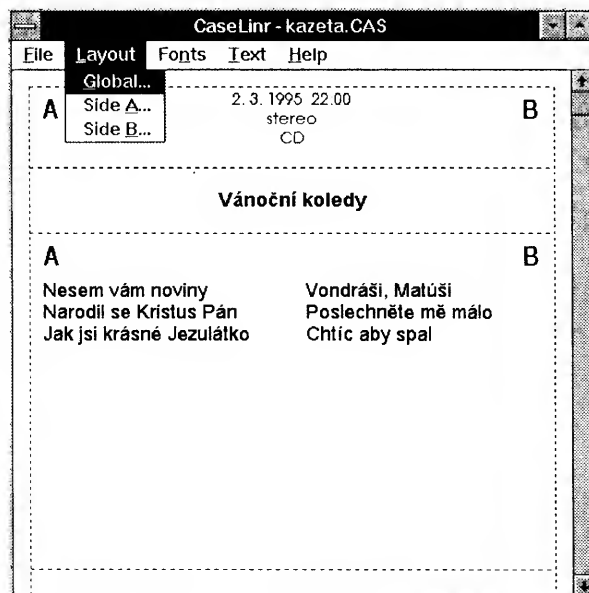 CaseLinr - kazeta.CAS
File Layout Fonts Text Help
Global...
Side A...
Side B...
A
2. 3. 1995 22.00
stereo
CD
B
Vánoční koledy
A
B
Nesem vám noviny
Narodil se Kristus Pán
Jak jsi krásné Jezulátko
Vondráši, Matúši
Poslechněte mě málo
Chtíc aby spal